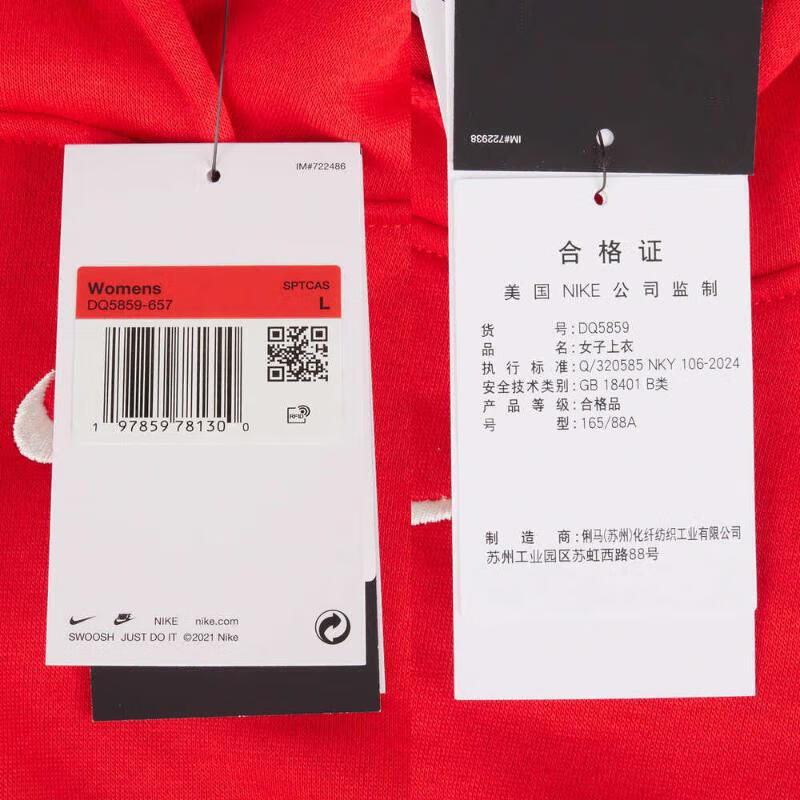 IM#722486
Womens
SPTCAS
DQ5859-657
L
1 97859 78130 0
RFID
NIKE nike.com
SWOOSH JUST DO IT ©2021 Nike
IM#722938
合格证
美国 NIKE 公司监制
货 号: DQ5859
品 名: 女子上衣
执行标准: Q/320585 NKY 106-2024
安全技术类别: GB 18401 B类
产品等级: 合格品
号 型: 165/88A
制造商: 俐马(苏州)化纤纺织工业有限公司
苏州工业园区苏虹西路88号